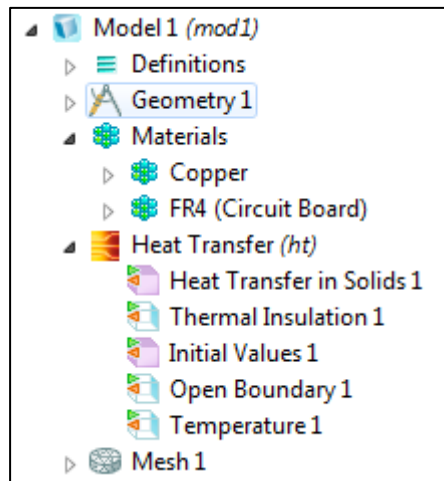 Model 1 (mod1)
Definitions
Geometry 1
Materials
Copper
FR4 (Circuit Board)
Heat Transfer (ht)
Heat Transfer in Solids 1
Thermal Insulation 1
Initial Values 1
Open Boundary 1
Temperature 1
Mesh 1